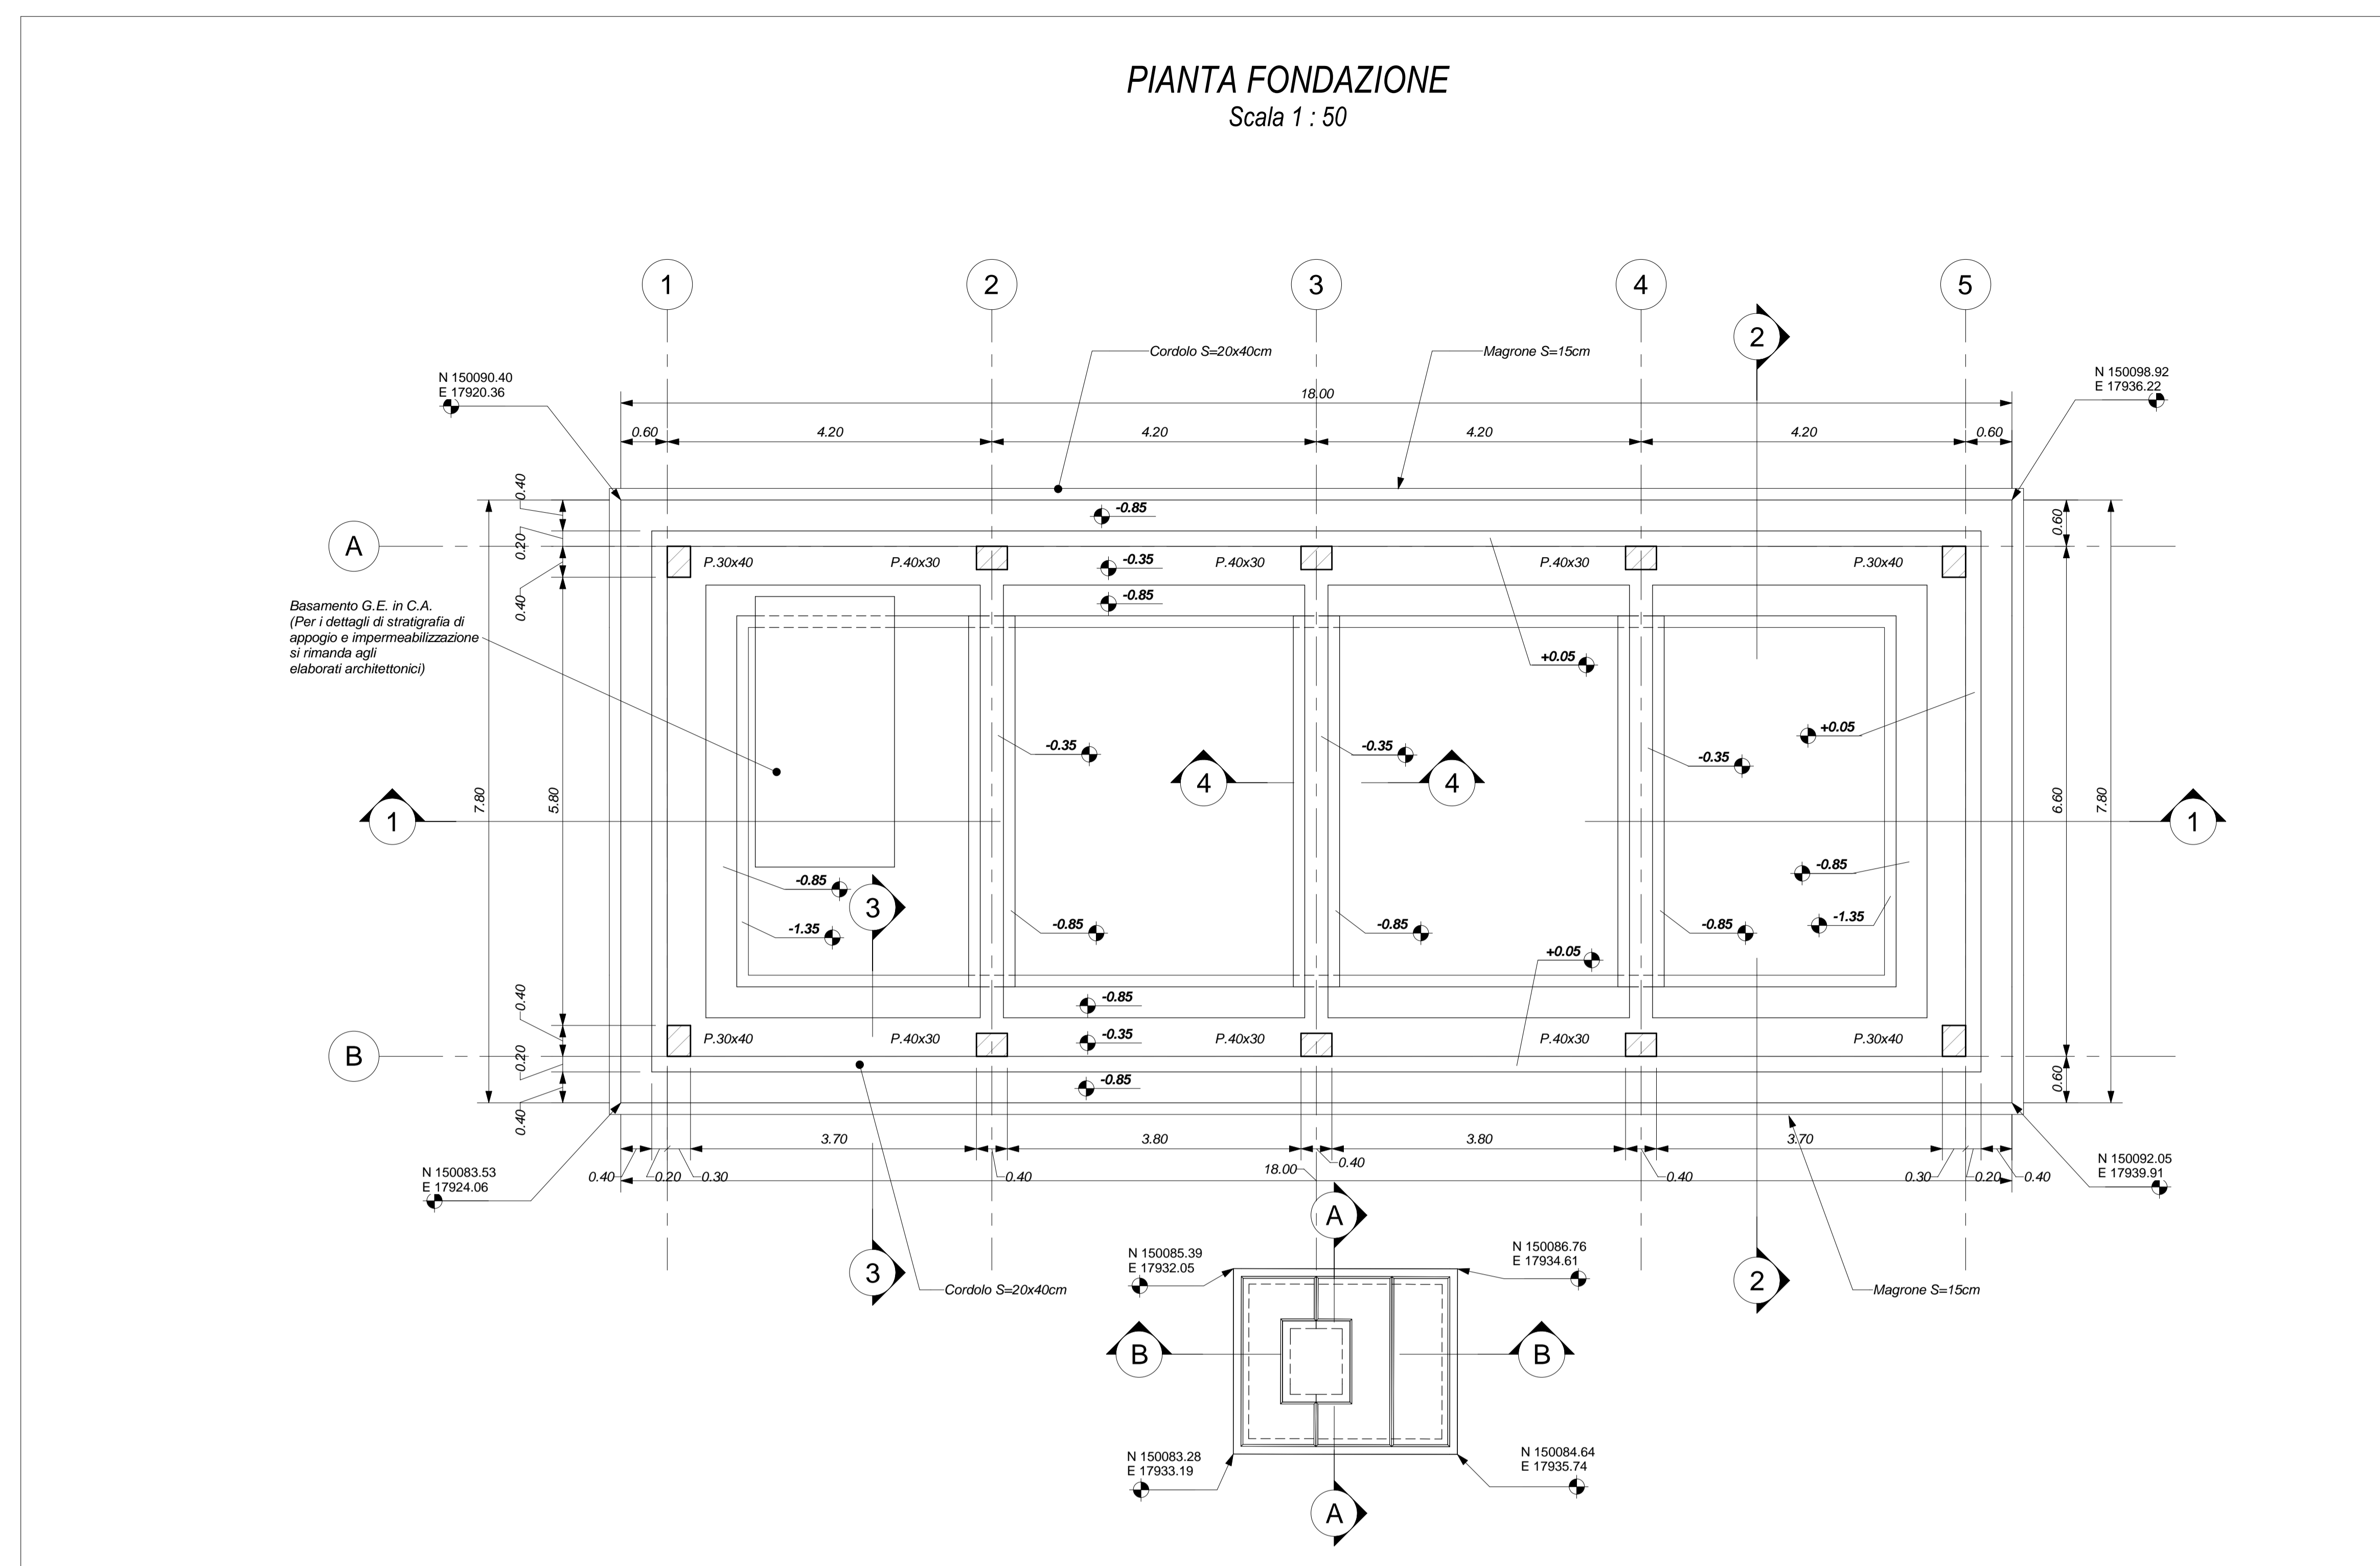 PIANTA FONDAZIONE
Scala 1 : 50
1
2
3
4
5
2
Cordolo S=20x40cm
Magrone S=15cm
N 150090.40
E 17920.36
N 150098.92
E 17936.22
18.00
0.60
4.20
4.20
4.20
4.20
0.60
0.40
0.20
0.40
-0.85
0.60
A
P.30x40
P.40x30
-0.35
P.40x30
P.40x30
P.30x40
-0.85
Basamento G.E. in C.A.
(Per i dettagli di stratigrafia di
appogio e impermeabilizzazione
si rimanda agli
elaborati architettonici)
+0.05
+0.05
-0.35
-0.35
-0.35
4
4
7.80
5.80
6.60
7.80
1
1
-0.85
-0.85
3
-1.35
-0.85
-0.85
-0.85
-1.35
+0.05
0.40
0.20
0.40
-0.85
B
P.30x40
P.40x30
-0.35
P.40x30
P.40x30
P.30x40
-0.85
0.60
3.70
3.80
3.80
3.70
0.40
0.20
0.30
0.40
18.00
0.40
0.40
0.30
0.20
0.40
N 150083.53
E 17924.06
N 150092.05
E 17939.91
A
3
2
Cordolo S=20x40cm
Magrone S=15cm
N 150085.39
E 17932.05
N 150086.76
E 17934.61
B
B
N 150083.28
E 17933.19
N 150084.64
E 17935.74
A